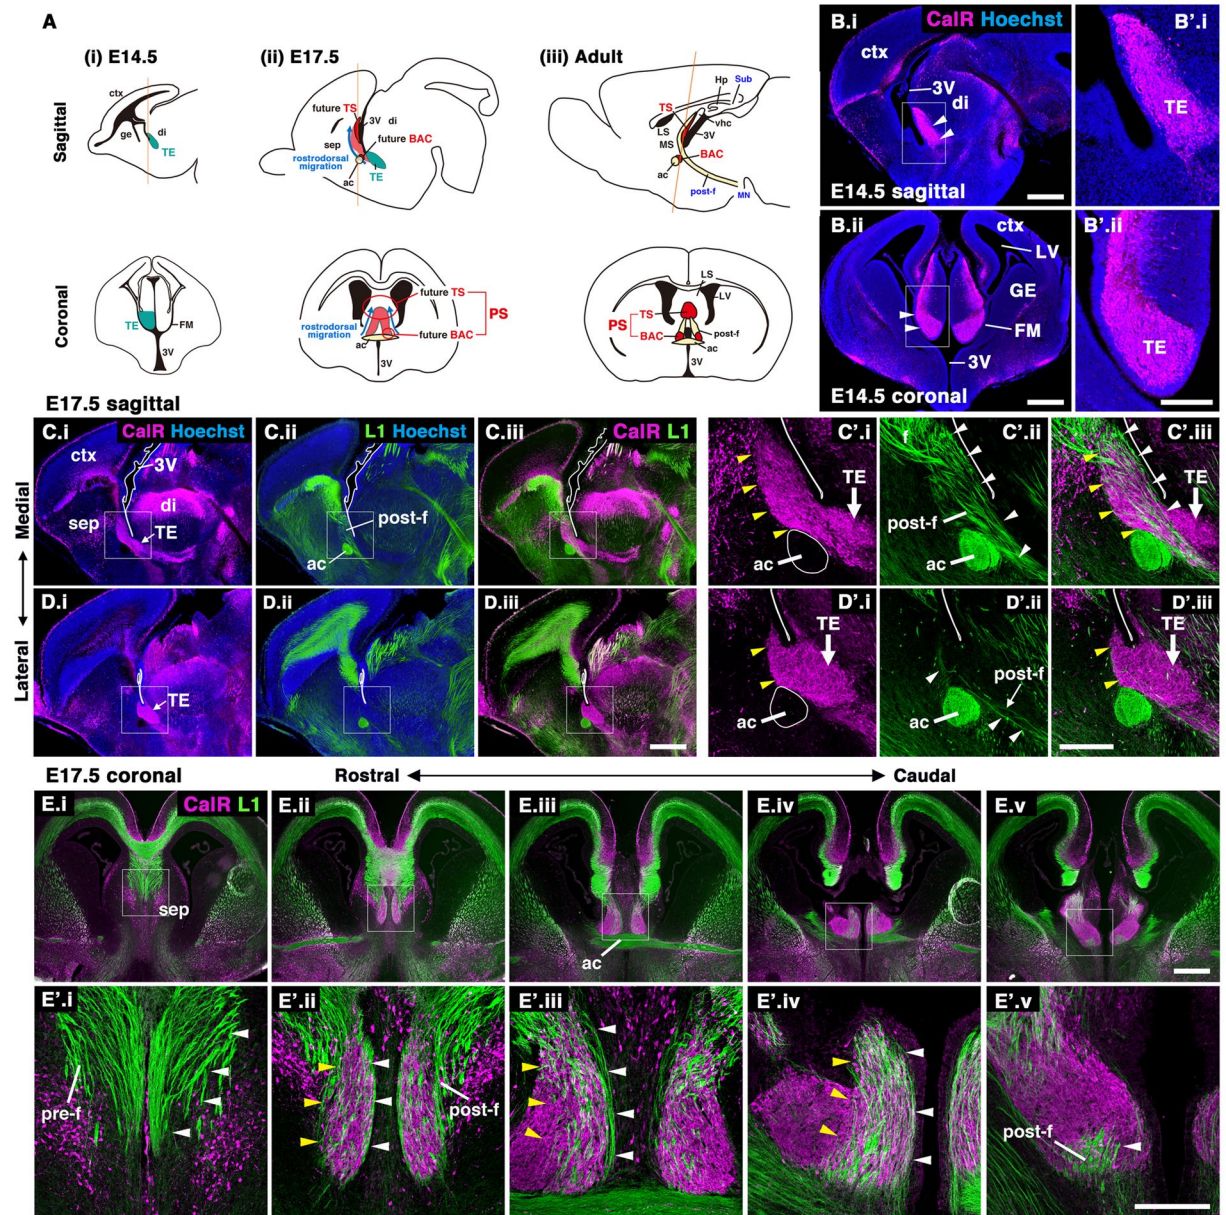 A
(i) E14.5
(ii) E17.5
(iii) Adult
Sagittal
ctx
ge
di
TE
future TS
3V
di
sep
future BAC
rostrodorsal
migration
ac
TE
Hp
Sub
TS
LS
MS
vhc
3V
BAC
ac
post-f
MN
Coronal
TE
FM
3V
future TS
PS
rostrodorsal
migration
future BAC
ac
3V
LS
LV
TS
PS
BAC
post-f
ac
3V
B.i
CalR Hoechst
ctx
3V
di
E14.5 sagittal
B'.i
TE
B.ii
ctx
LV
GE
FM
3V
E14.5 coronal
B'.ii
TE
E17.5 sagittal
Medial
Lateral
C.i
CalR Hoechst
ctx
3V
di
sep
TE
C.ii
L1 Hoechst
post-f
ac
C.iii
CalR L1
C'.i
TE
ac
C'.ii
f
post-f
ac
C'.iii
TE
D.i
TE
D.ii
D.iii
D'.i
TE
ac
D'.ii
post-f
ac
D'.iii
TE
E17.5 coronal
Rostral
Caudal
E.i
CalR L1
sep
E.ii
E.iii
ac
E.iv
E.v
E'.i
pre-f
E'.ii
post-f
E'.iii
E'.iv
E'.v
post-f